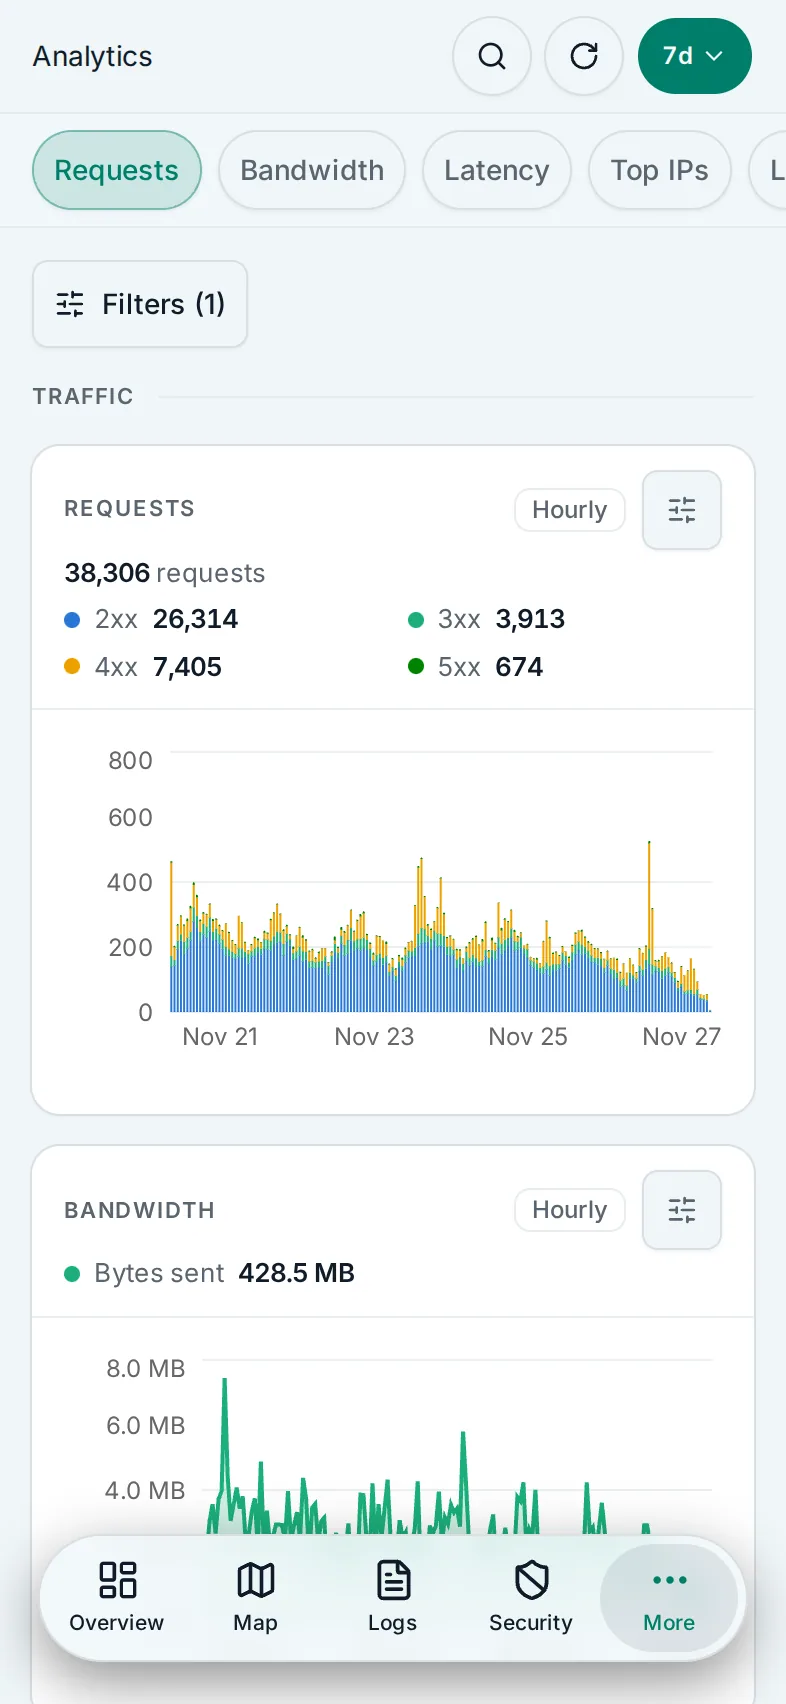 Analytics
7d
Requests
Bandwidth
Latency
Top IPs
L
Filters (1)
TRAFFIC
REQUESTS
Hourly
38,306 requests
2xx 26,314
3xx 3,913
4xx 7,405
5xx 674
800
600
400
200
0
Nov 21
Nov 23
Nov 25
Nov 27
BANDWIDTH
Hourly
Bytes sent 428.5 MB
8.0 MB
6.0 MB
4.0 MB
Overview
Map
Logs
Security
More